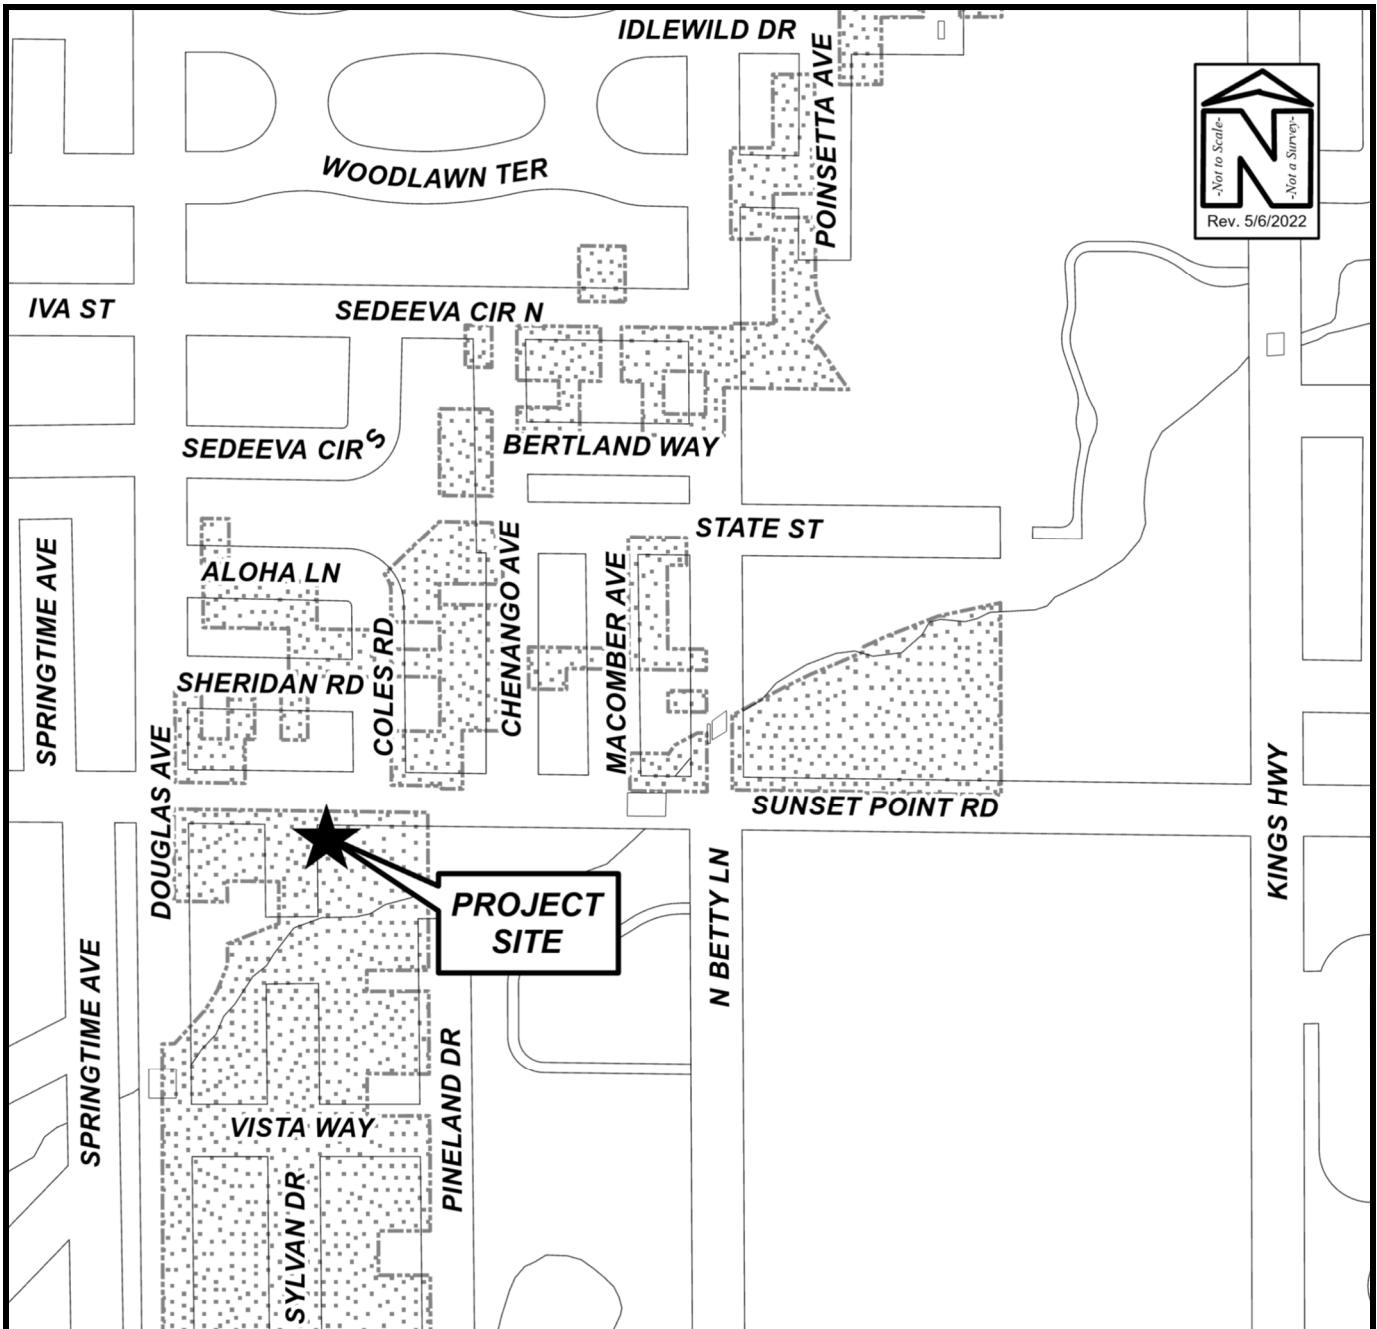 IDLEWILD DR
POINSETTA AVE
-Not to Scale-
N
-Not a Survey-
Rev. 5/6/2022
WOODLAWN TER
IVA ST
SEDEEVA CIR N
SEDEEVA CIR S
BERTLAND WAY
STATE ST
SPRINGTIME AVE
ALOHA LN
CHENANGO AVE
MACOMBER AVE
COLES RD
SHERIDAN RD
DOUGLAS AVE
SUNSET POINT RD
KINGS HWY
PROJECT
SITE
N BETTY LN
SPRINGTIME AVE
PINELAND DR
VISTA WAY
SYLVAN DR